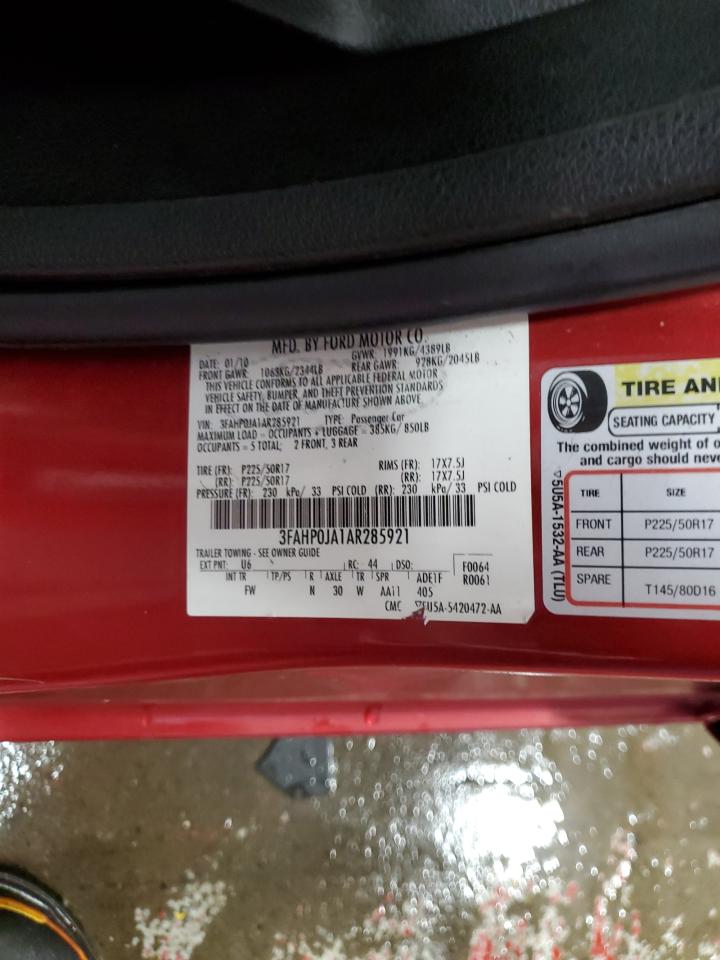 MFD. BY FORD MOTOR CO.
DATE: 01/10 GVWR: 1991KG/4389LB
FRONT GAWR: 1063KG/2344LB REAR GAWR: 928KG/2045LB
THIS VEHICLE CONFORMS TO ALL APPLICABLE FEDERAL MOTOR
VEHICLE SAFETY, BUMPER, AND THEFT PREVENTION STANDARDS
IN EFFECT ON THE DATE OF MANUFACTURE SHOWN ABOVE.
VIN: 3FAHP0JA1AR285921 TYPE: Passenger Car
MAXIMUM LOAD = OCCUPANTS + LUGGAGE = 385KG/ 850LB
OCCUPANTS = 5 TOTAL: 2 FRONT, 3 REAR
TIRE (FR): P225/50R17 RIMS (FR): 17X7.5J
(RR): P225/50R17 (RR): 17X7.5J
PRESSURE (FR): 230 kPa/ 33 PSI COLD (RR): 230 kPa/ 33 PSI COLD
3FAHP0JA1AR285921
TRAILER TOWING - SEE OWNER GUIDE
EXT PNT: U6 RC: 44 DSO: F0064
INT TR TP/PS R AXLE TR SPR ADE1F R0061
FW N 30 W AA11 40S
CMC ▽5U5A-5420472-AA
TIRE AN
SEATING CAPACITY
The combined weight of o
and cargo should neve
TIRE SIZE
FRONT P225/50R17
REAR P225/50R17
SPARE T145/80D16
▽5U5A-1532-AA (TLU)